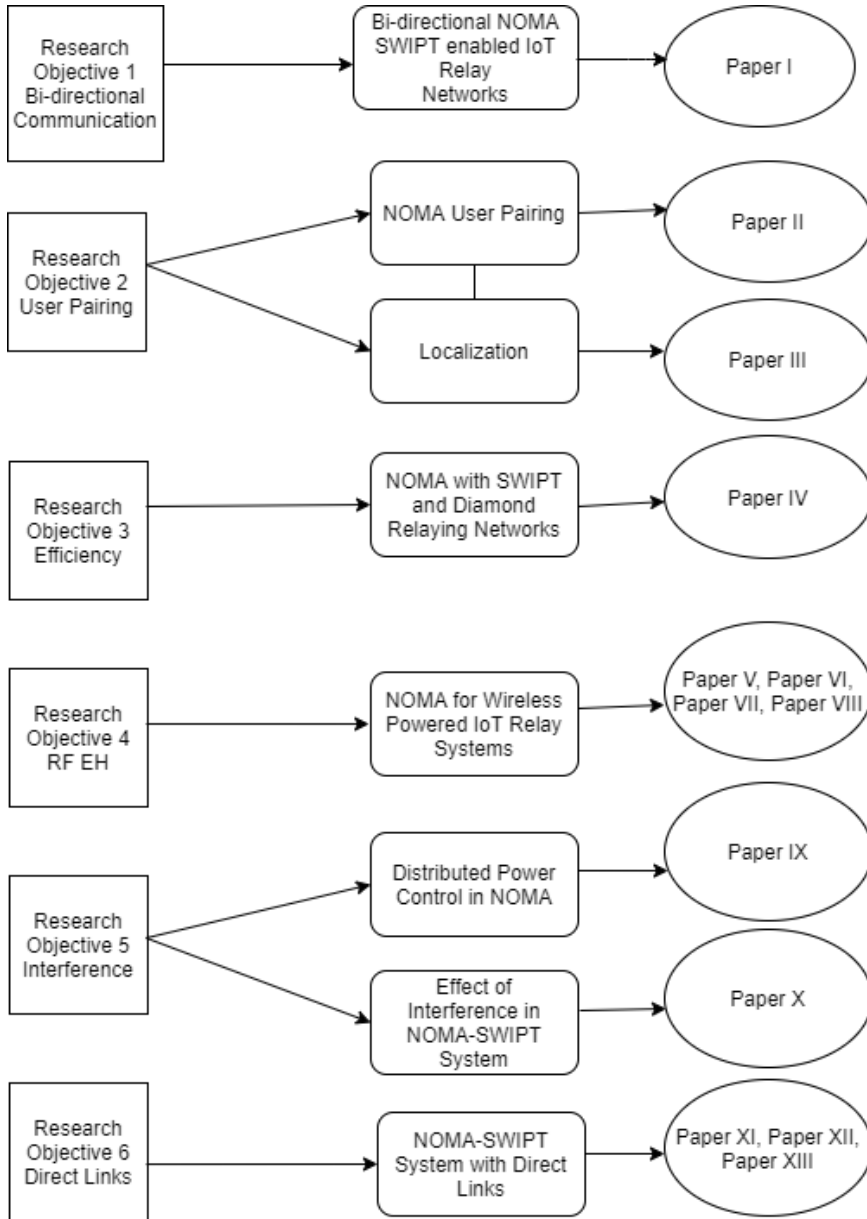 Research
Objective 1
Bi-directional
Communication
Bi-directional NOMA
SWIPT enabled IoT
Relay
Networks
Paper I
Research
Objective 2
User Pairing
NOMA User Pairing
Paper II
Localization
Paper III
Research
Objective 3
Efficiency
NOMA with SWIPT
and Diamond
Relaying Networks
Paper IV
Research
Objective 4
RF EH
NOMA for Wireless
Powered IoT Relay
Systems
Paper V, Paper VI,
Paper VII, Paper VIII
Research
Objective 5
Interference
Distributed Power
Control in NOMA
Paper IX
Effect of
Interference in
NOMA-SWIPT
System
Paper X
Research
Objective 6
Direct Links
NOMA-SWIPT
System with Direct
Links
Paper XI, Paper XII,
Paper XIII